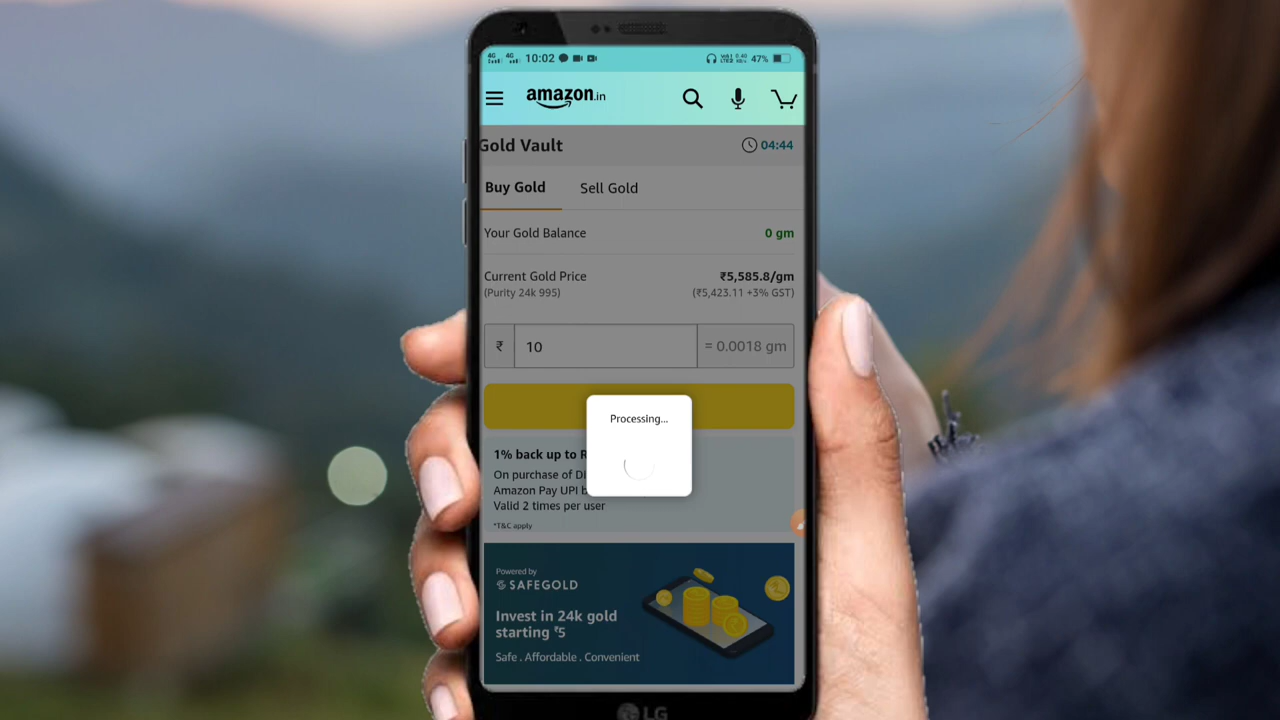 4G 4G 10:02 47%
amazon.in
Gold Vault 04:44
Buy Gold Sell Gold
Your Gold Balance 0 gm
Current Gold Price ₹5,585.8/gm
(Purity 24k 995) (₹5,423.11 +3% GST)
₹ 10 = 0.0018 gm
Processing...
1% back up to
On purchase of
Amazon Pay UPI
Valid 2 times per user
*T&C apply
Powered by
SAFEGOLD
Invest in 24k gold
starting ₹5
Safe . Affordable . Convenient
LG